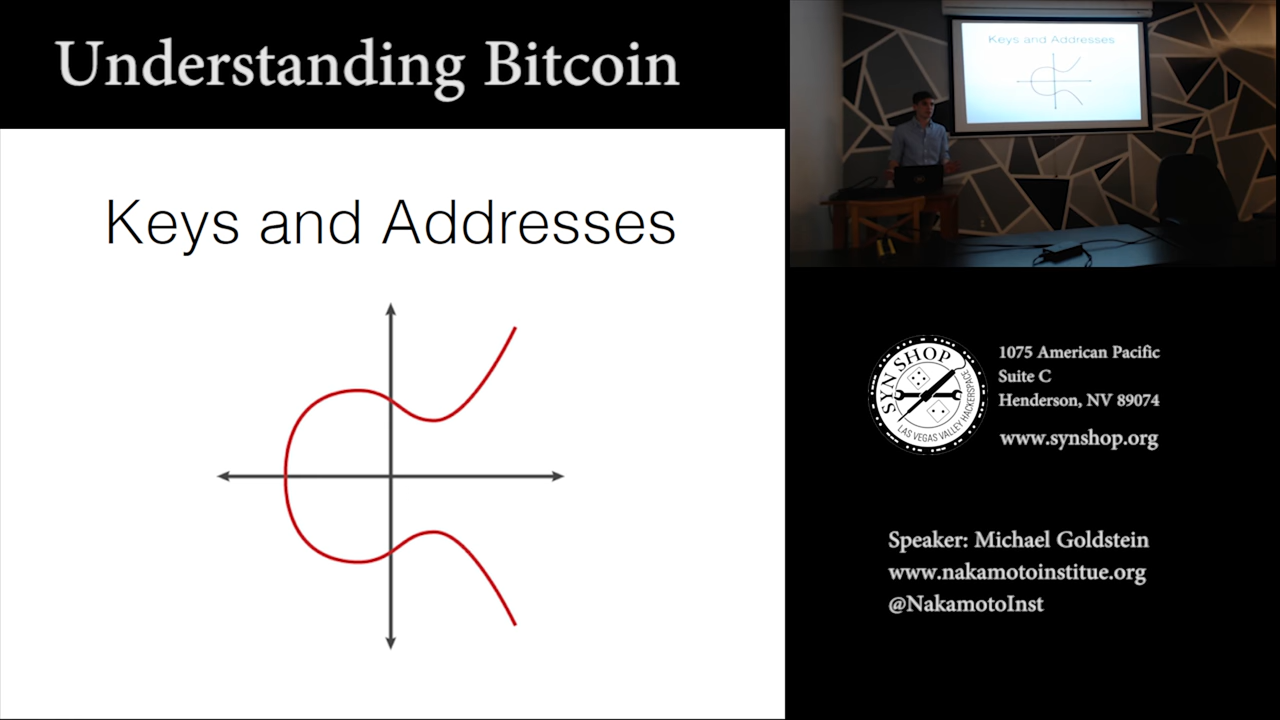 Understanding Bitcoin
Keys and Addresses
Keys and Addresses
SYN SHOP
LAS VEGAS VALLEY HACKERSPACE
1075 American Pacific
Suite C
Henderson, NV 89074
www.synshop.org
Speaker: Michael Goldstein
www.nakamotoinstitue.org
@NakamotoInst